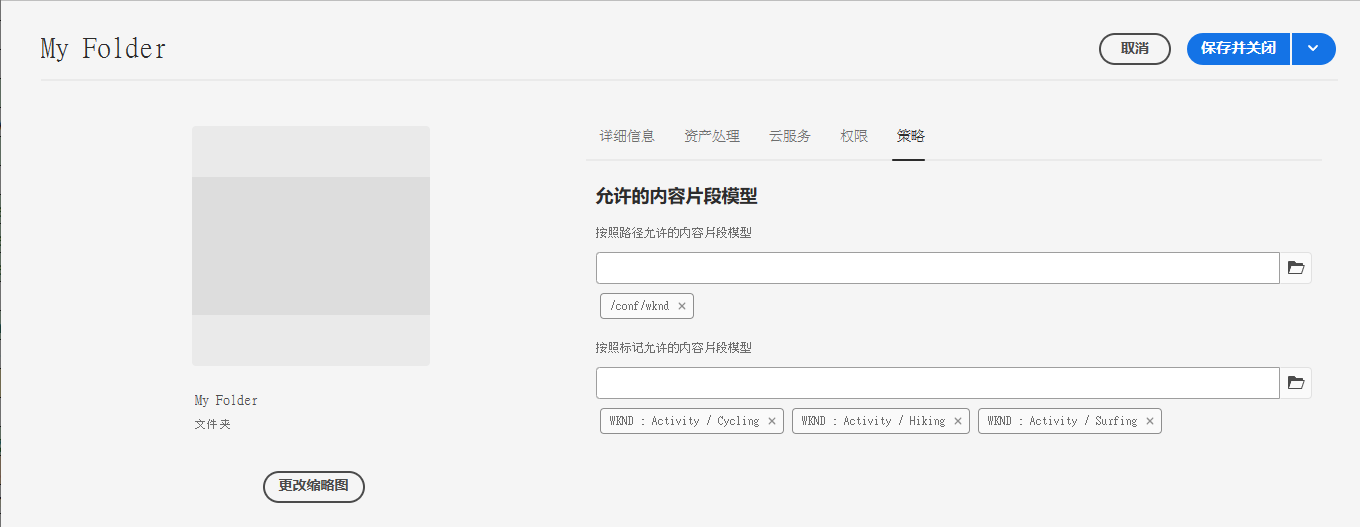 My Folder
取消
保存并关闭
详细信息 资产处理 云服务 权限 策略
允许的内容片段模型
按照路径允许的内容片段模型
/conf/wknd ×
按照标记允许的内容片段模型
WKND : Activity / Cycling × WKND : Activity / Hiking × WKND : Activity / Surfing ×
My Folder
文件夹
更改缩略图